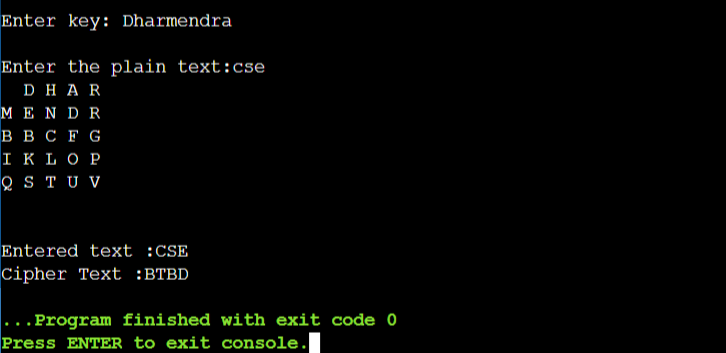 Enter key: Dharmendra
Enter the plain text:cse
D H A R
M E N D R
B B C F G
I K L O P
Q S T U V
Entered text :CSE
Cipher Text :BTBD
...Program finished with exit code 0
Press ENTER to exit console.